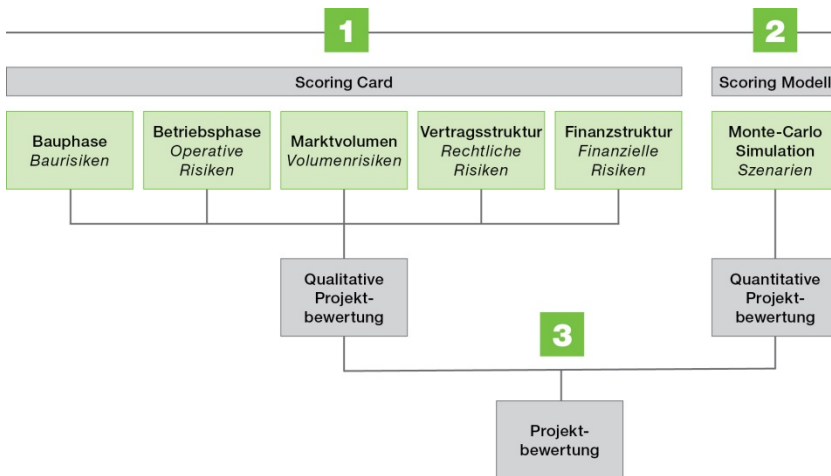 1
2
Scoring Card
Scoring Modell
Bauphase
Baurisiken
Betriebsphase
Operative
Risiken
Marktvolumen
Volumenrisiken
Vertragsstruktur
Rechtliche
Risiken
Finanzstruktur
Finanzielle
Risiken
Monte-Carlo
Simulation
Szenarien
Qualitative
Projekt-
bewertung
Quantitative
Projekt-
bewertung
3
Projekt-
bewertung